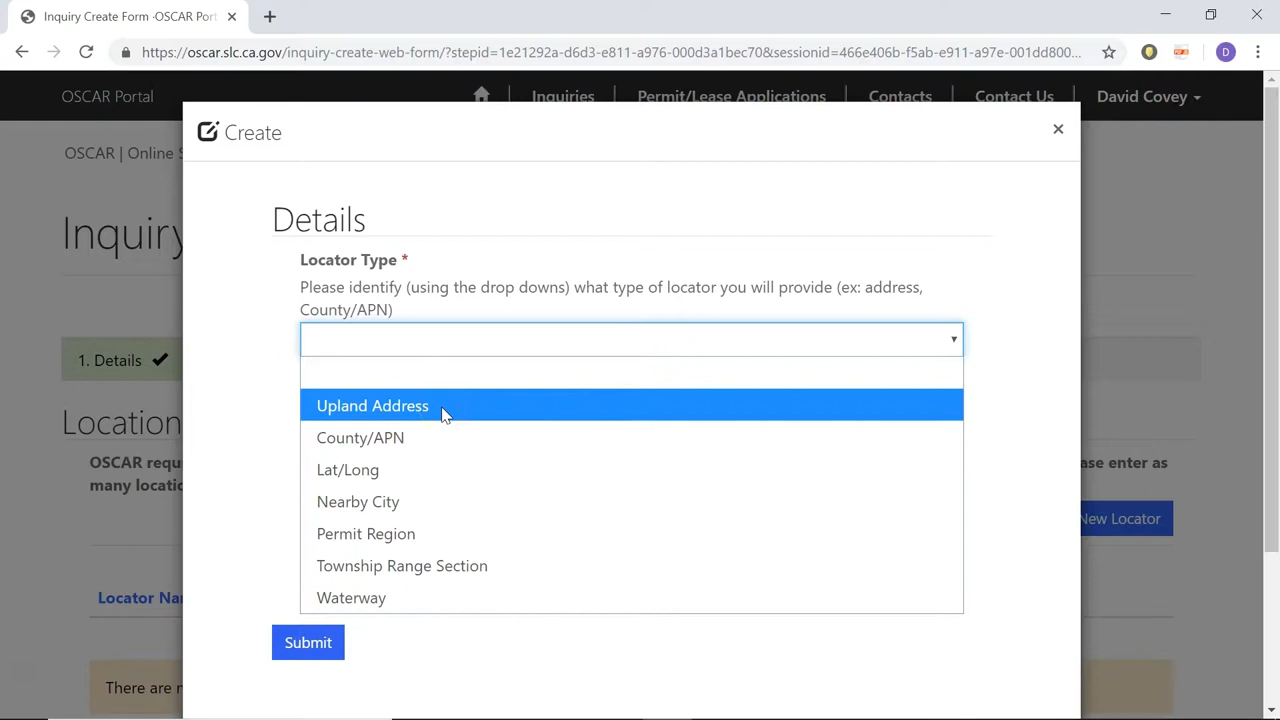 Inquiry Create Form ·OSCAR Port
https://oscar.slc.ca.gov/inquiry-create-web-form/?stepid=1e21292a-d6d3-e811-a976-000d3a1bec70&sessionid=466e406b-f5ab-e911-a97e-001dd800...
D
OSCAR Portal
Inquiries
Permit/Lease Applications
Contacts
Contact Us
David Covey
Create
×
OSCAR | Online S
Inquiry
Details
Locator Type *
Please identify (using the drop downs) what type of locator you will provide (ex: address,
County/APN)
1. Details
Upland Address
County/APN
Lat/Long
Nearby City
Permit Region
Township Range Section
Waterway
Location
OSCAR requ
ase enter as
many locatio
New Locator
Locator Na
Submit
There are n